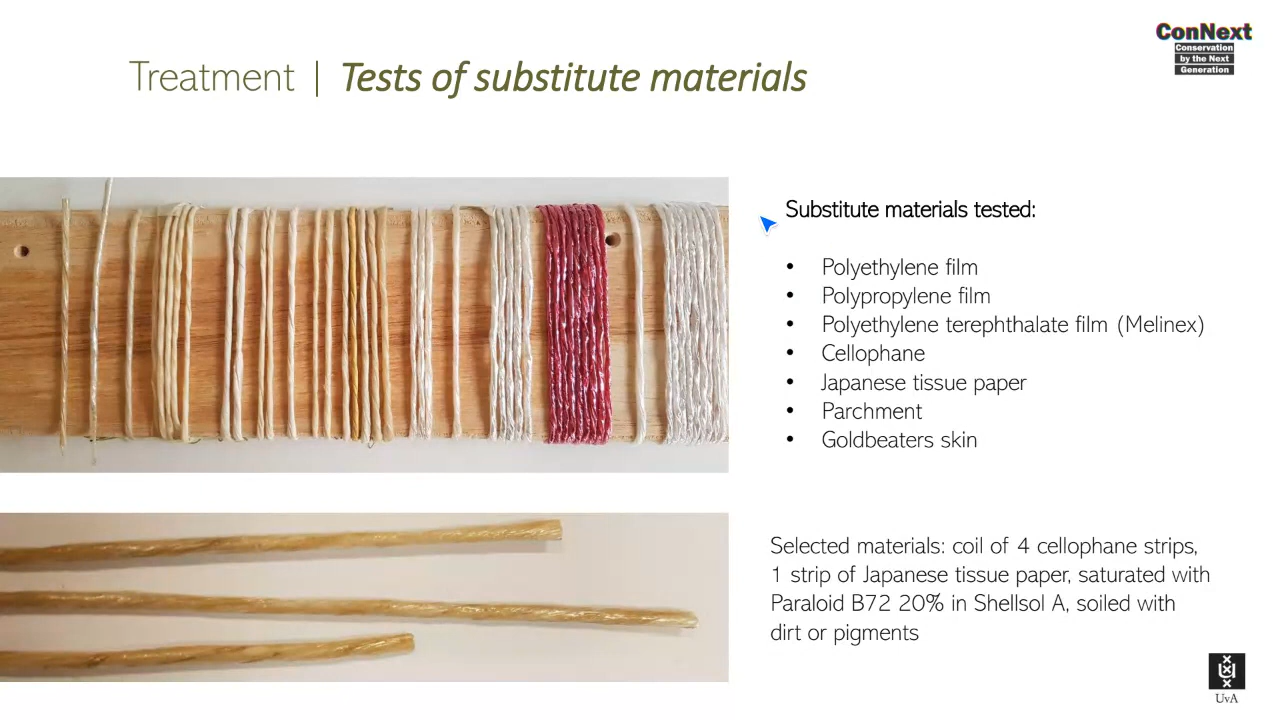 ConNext
Conservation
by the Next
Generation
Treatment | Tests of substitute materials
Substitute materials tested:
• Polyethylene film
• Polypropylene film
• Polyethylene terephthalate film (Melinex)
• Cellophane
• Japanese tissue paper
• Parchment
• Goldbeaters skin
Selected materials: coil of 4 cellophane strips,
1 strip of Japanese tissue paper, saturated with
Paraloid B72 20% in Shellsol A, soiled with
dirt or pigments
UvA